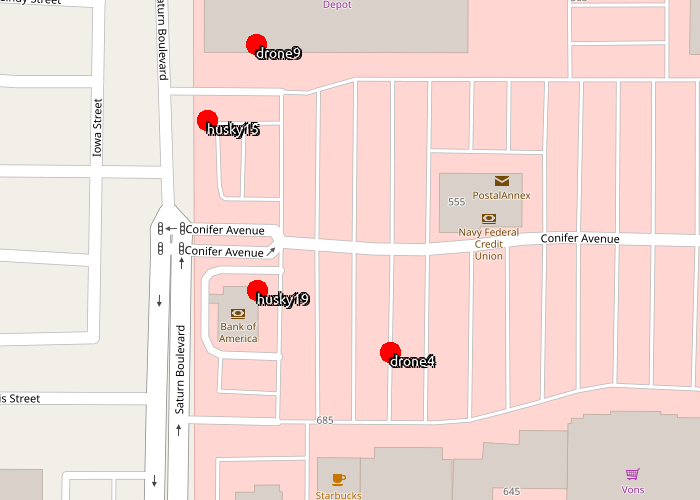 Cindy Street
Depot
Saturn Boulevard
drone9
husky15
Iowa Street
555
PostalAnnex
Navy Federal
Credit
Union
Conifer Avenue
Conifer Avenue
Conifer Avenue
husky19
Bank of
America
Saturn Boulevard
drone4
is Street
685
Starbucks
645
Vons